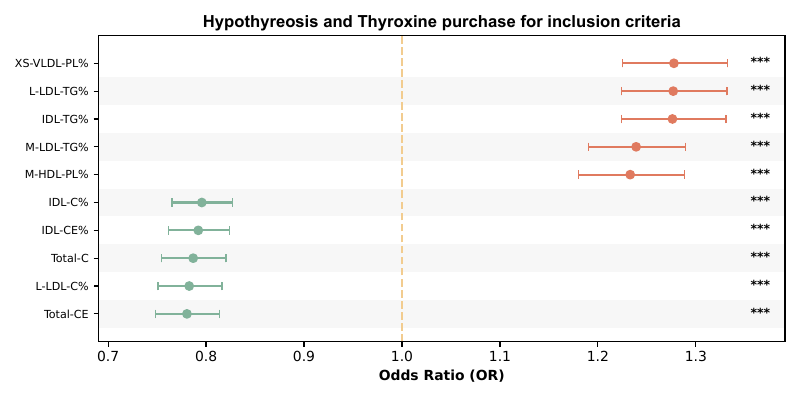 Hypothyreosis and Thyroxine purchase for inclusion criteria
XS-VLDL-PL% ***
L-LDL-TG% ***
IDL-TG% ***
M-LDL-TG% ***
M-HDL-PL% ***
IDL-C% ***
IDL-CE% ***
Total-C ***
L-LDL-C% ***
Total-CE ***
0.7 0.8 0.9 1.0 1.1 1.2 1.3
Odds Ratio (OR)